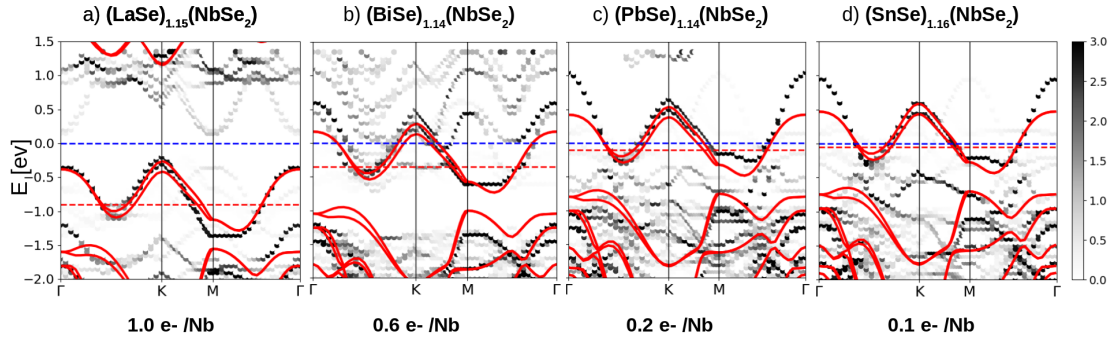 a) (LaSe)1.15(NbSe2)
b) (BiSe)1.14(NbSe2)
c) (PbSe)1.14(NbSe2)
d) (SnSe)1.16(NbSe2)
E [ev]
1.5
1.0
0.5
0.0
−0.5
−1.0
−1.5
−2.0
Γ K M Γ
Γ K M Γ
Γ K M Γ
Γ K M Γ
3.0
2.5
2.0
1.5
1.0
0.5
0.0
1.0 e- /Nb
0.6 e- /Nb
0.2 e- /Nb
0.1 e- /Nb